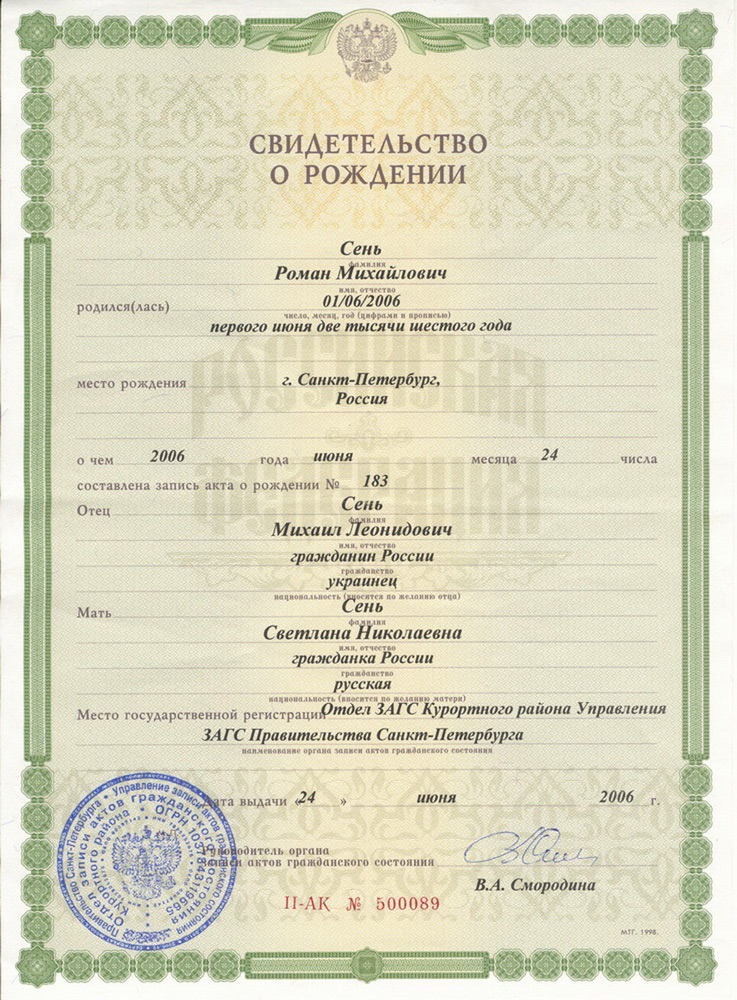 СВИДЕТЕЛЬСТВО
О РОЖДЕНИИ
Сень
фамилия
Роман Михайлович
имя, отчество
родился(лась) 01/06/2006
число, месяц, год (цифрами и прописью)
первого июня две тысячи шестого года
РОССИЙСКАЯ
место рождения г. Санкт-Петербург,
Россия
о чем 2006 года июня месяца 24 числа
ФЕДЕРАЦИЯ
составлена запись акта о рождении № 183
Отец Сень
фамилия
Михаил Леонидович
имя, отчество
гражданин России
гражданство
украинец
национальность (вносится по желанию отца)
Мать Сень
фамилия
Светлана Николаевна
имя, отчество
гражданка России
гражданство
русская
национальность (вносится по желанию матери)
Место государственной регистрации Отдел ЗАГС Курортного района Управления
ЗАГС Правительства Санкт-Петербурга
наименование органа записи актов гражданского состояния
Дата выдачи «24 » июня 2006 г.
Руководитель органа
записи актов гражданского состояния
В.А. Смородина
II-АК № 500089
МТГ. 1998.
Правительство Санкт-Петербурга · Управление записи актов гражданского состояния
Отдел записи актов гражданского состояния
Курортного района